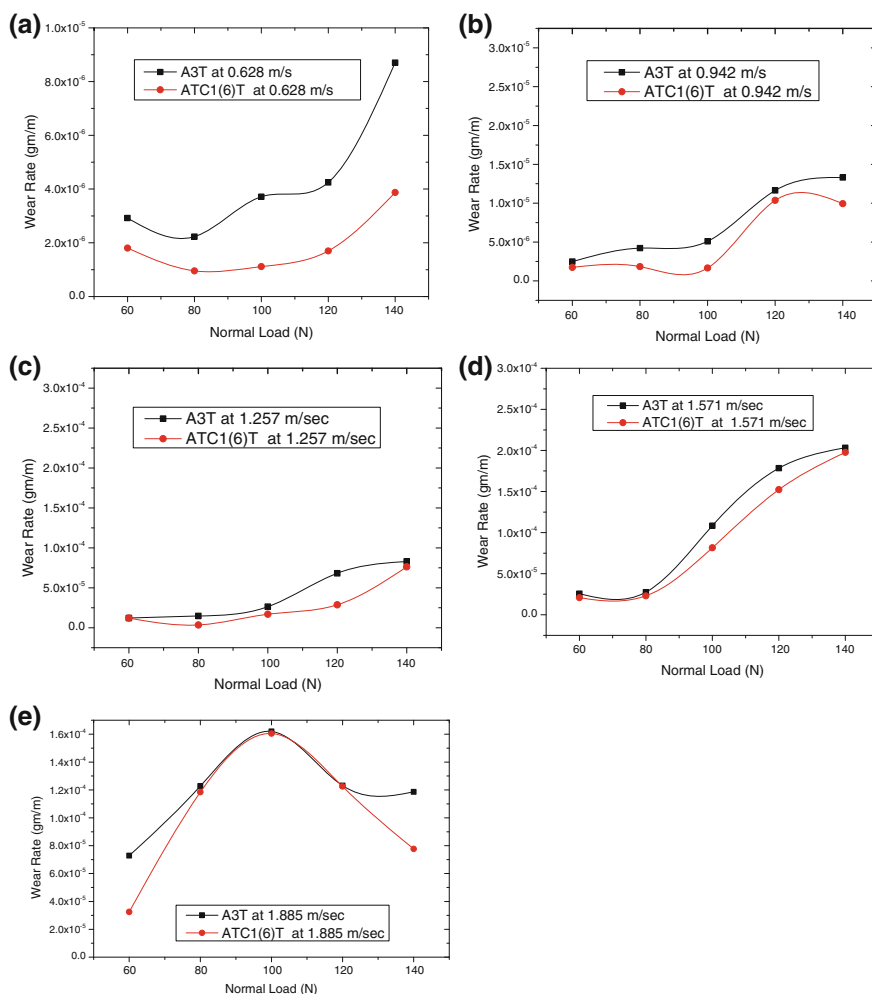 (a)
1.0x10⁻⁵
8.0x10⁻⁶
6.0x10⁻⁶
4.0x10⁻⁶
2.0x10⁻⁶
0.0
Wear Rate (gm/m)
A3T at 0.628 m/s
ATC1(6)T at 0.628 m/s
60 80 100 120 140
Normal Load (N)
(b)
3.0x10⁻⁵
2.5x10⁻⁵
2.0x10⁻⁵
1.5x10⁻⁵
1.0x10⁻⁵
5.0x10⁻⁶
0.0
Wear Rate (gm/m)
A3T at 0.942 m/s
ATC1(6)T at 0.942 m/s
60 80 100 120 140
Normal Load (N)
(c)
3.0x10⁻⁴
2.5x10⁻⁴
2.0x10⁻⁴
1.5x10⁻⁴
1.0x10⁻⁴
5.0x10⁻⁵
0.0
Wear Rate (gm/m)
A3T at 1.257 m/sec
ATC1(6)T at 1.257 m/sec
60 80 100 120 140
Normal Load (N)
(d)
3.0x10⁻⁴
2.5x10⁻⁴
2.0x10⁻⁴
1.5x10⁻⁴
1.0x10⁻⁴
5.0x10⁻⁵
0.0
Wear Rate (gm/m)
A3T at 1.571 m/sec
ATC1(6)T at 1.571 m/sec
60 80 100 120 140
Normal Load (N)
(e)
1.6x10⁻⁴
1.4x10⁻⁴
1.2x10⁻⁴
1.0x10⁻⁴
8.0x10⁻⁵
6.0x10⁻⁵
4.0x10⁻⁵
2.0x10⁻⁵
0.0
Wear Rate (gm/m)
A3T at 1.885 m/sec
ATC1(6)T at 1.885 m/sec
60 80 100 120 140
Normal Load (N)